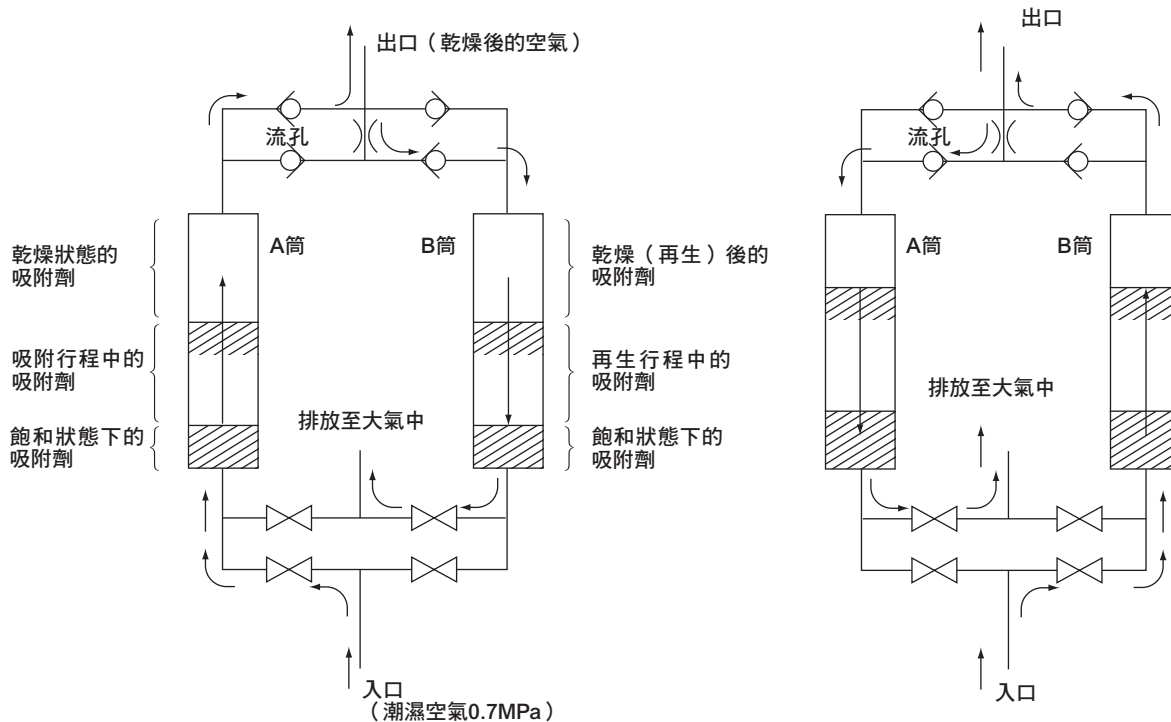 出口（乾燥後的空氣）
流孔
A筒
B筒
乾燥狀態的
吸附劑
吸附行程中的
吸附劑
飽和狀態下的
吸附劑
乾燥（再生）後的
吸附劑
再生行程中的
吸附劑
飽和狀態下的
吸附劑
排放至大氣中
入口
（潮濕空氣0.7MPa）
出口
流孔
A筒
B筒
排放至大氣中
入口